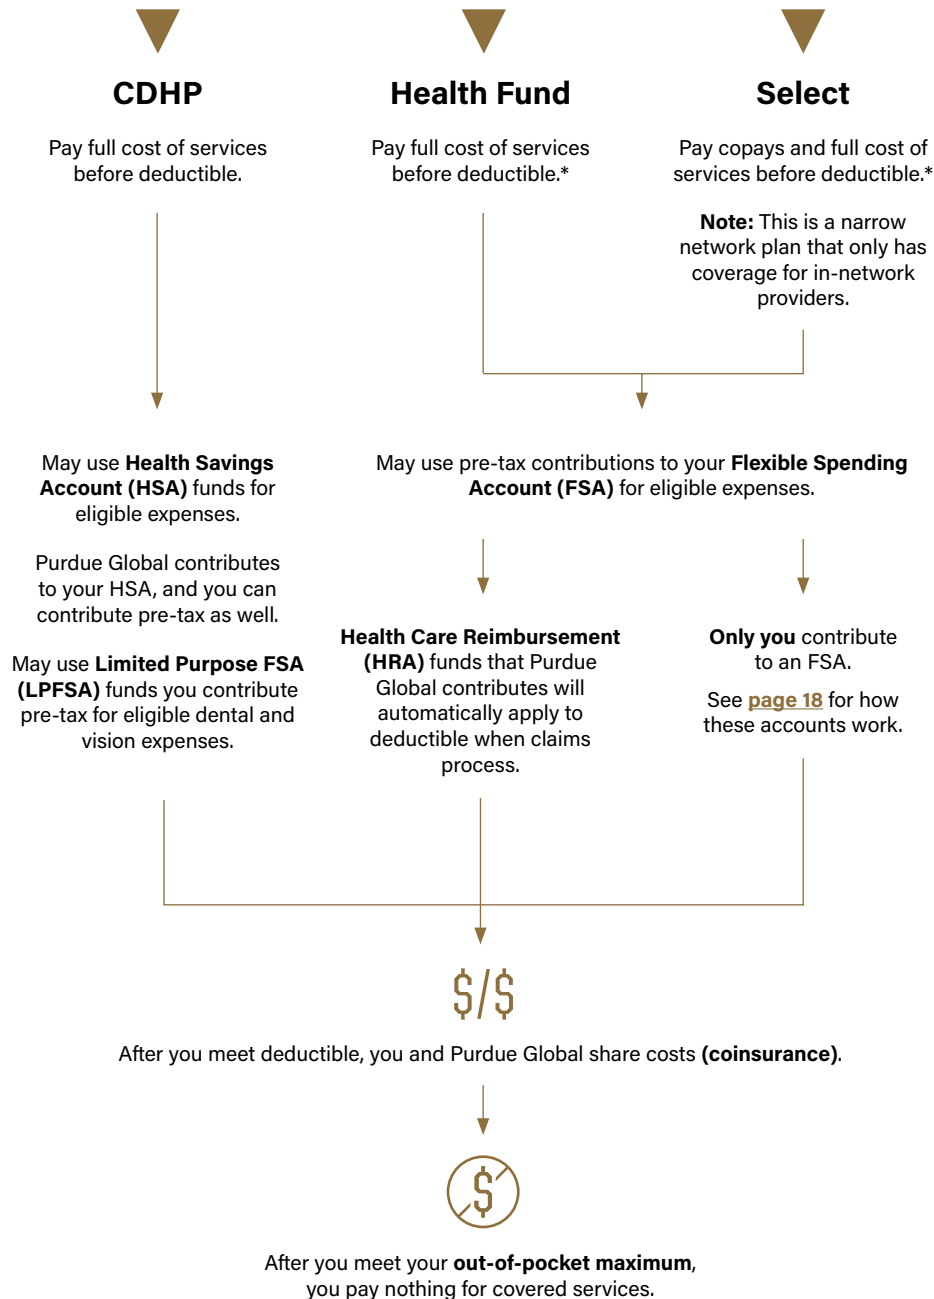 CDHP
Pay full cost of services
before deductible.
Health Fund
Pay full cost of services
before deductible.*
Select
Pay copays and full cost of
services before deductible.*
Note: This is a narrow
network plan that only has
coverage for in-network
providers.
May use Health Savings
Account (HSA) funds for
eligible expenses.
Purdue Global contributes
to your HSA, and you can
contribute pre-tax as well.
May use Limited Purpose FSA
(LPFSA) funds you contribute
pre-tax for eligible dental and
vision expenses.
May use pre-tax contributions to your Flexible Spending
Account (FSA) for eligible expenses.
Health Care Reimbursement
(HRA) funds that Purdue
Global contributes will
automatically apply to
deductible when claims
process.
Only you contribute
to an FSA.
See page 18 for how
these accounts work.
$/$
After you meet deductible, you and Purdue Global share costs (coinsurance).
$
After you meet your out-of-pocket maximum,
you pay nothing for covered services.